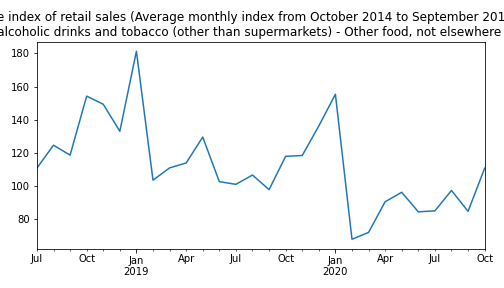 e index of retail sales (Average monthly index from October 2014 to September 201
alcoholic drinks and tobacco (other than supermarkets) - Other food, not elsewhere
180
160
140
120
100
80
Jul Oct Jan Apr Jul Oct Jan Apr Jul Oct
2019 2020